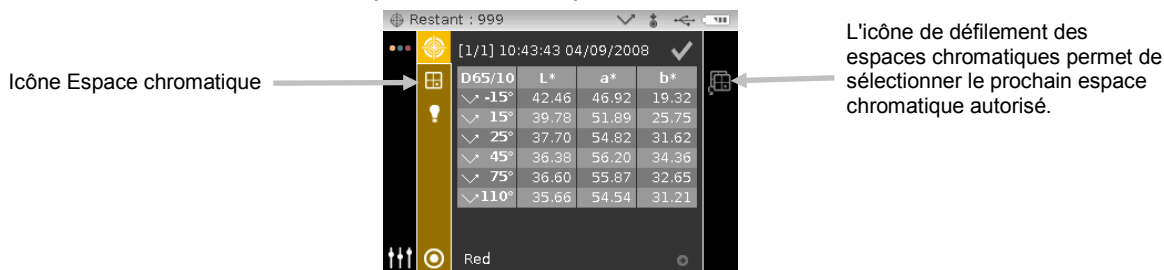 Restant : 999
[1/1] 10:43:43 04/09/2008
Icône Espace chromatique
L'icône de défilement des
espaces chromatiques permet de
sélectionner le prochain espace
chromatique autorisé.
D65/10 L* a* b*
-15° 42.46 46.92 19.32
15° 39.78 51.89 25.75
25° 37.70 54.82 31.62
45° 36.38 56.20 34.36
75° 36.60 55.87 32.65
110° 35.66 54.54 31.21
Red